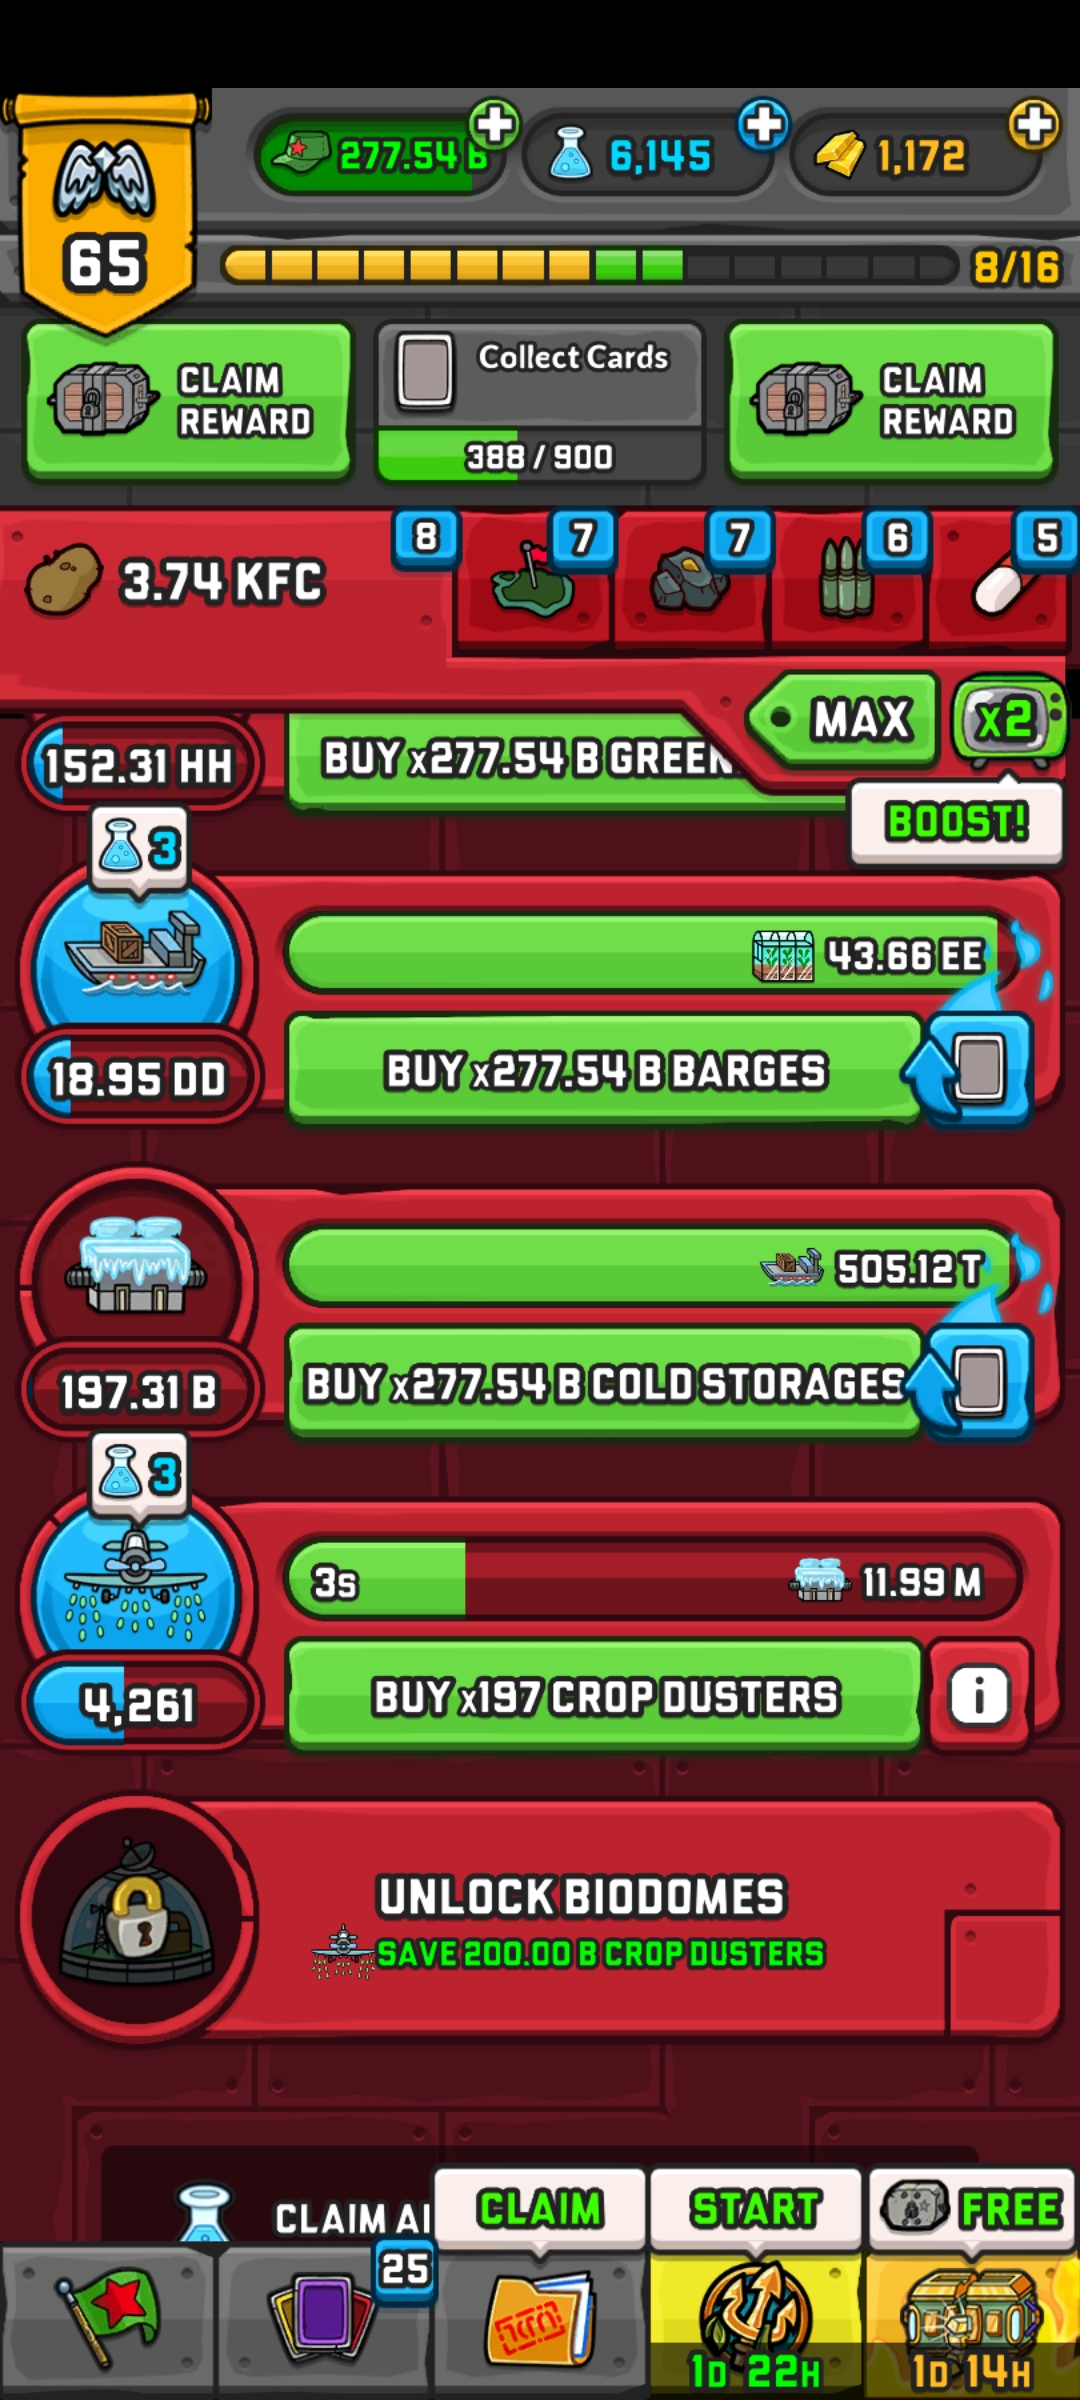 277.54 B
6,145
1,172
65
8/16
CLAIM
REWARD
Collect Cards
388 / 900
CLAIM
REWARD
3.74 KFC
8
7
7
6
5
MAX
x2
BOOST!
152.31 HH
BUY x277.54 B GREEN
3
43.66 EE
18.95 DD
BUY x277.54 B BARGES
505.12 T
197.31 B
BUY x277.54 B COLD STORAGES
3
3s
11.99 M
4,261
BUY x197 CROP DUSTERS
i
UNLOCK BIODOMES
SAVE 200.00 B CROP DUSTERS
CLAIM
CLAIM
START
FREE
25
1D 22H
1D 14H